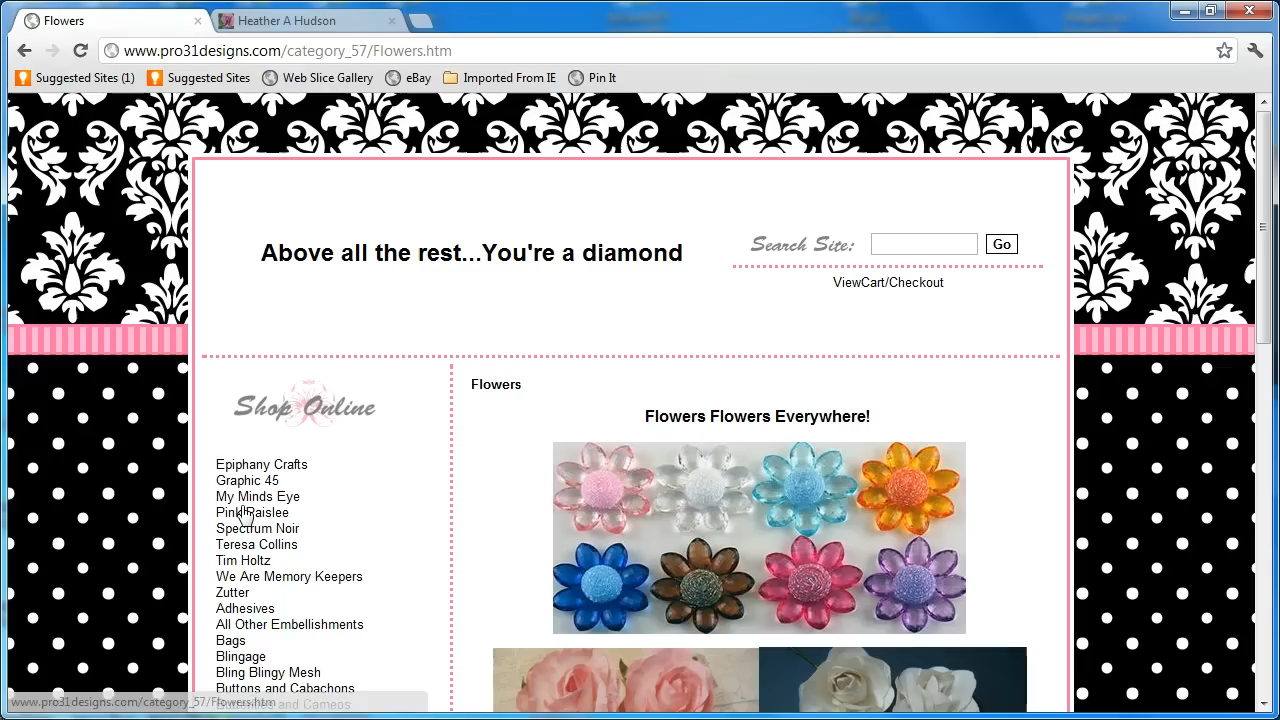 Flowers
Heather A Hudson
www.pro31designs.com/category_57/Flowers.htm
Suggested Sites (1)
Suggested Sites
Web Slice Gallery
eBay
Imported From IE
Pin It
Above all the rest...You're a diamond
Search Site:
Go
ViewCart/Checkout
Shop Online
Epiphany Crafts
Graphic 45
My Minds Eye
Pink Paislee
Spectrum Noir
Teresa Collins
Tim Holtz
We Are Memory Keepers
Zutter
Adhesives
All Other Embellishments
Bags
Blingage
Bling Blingy Mesh
Buttons and Cabachons
and Cameos
Flowers
Flowers Flowers Everywhere!
www.pro31designs.com/category_57/Flowers.htm